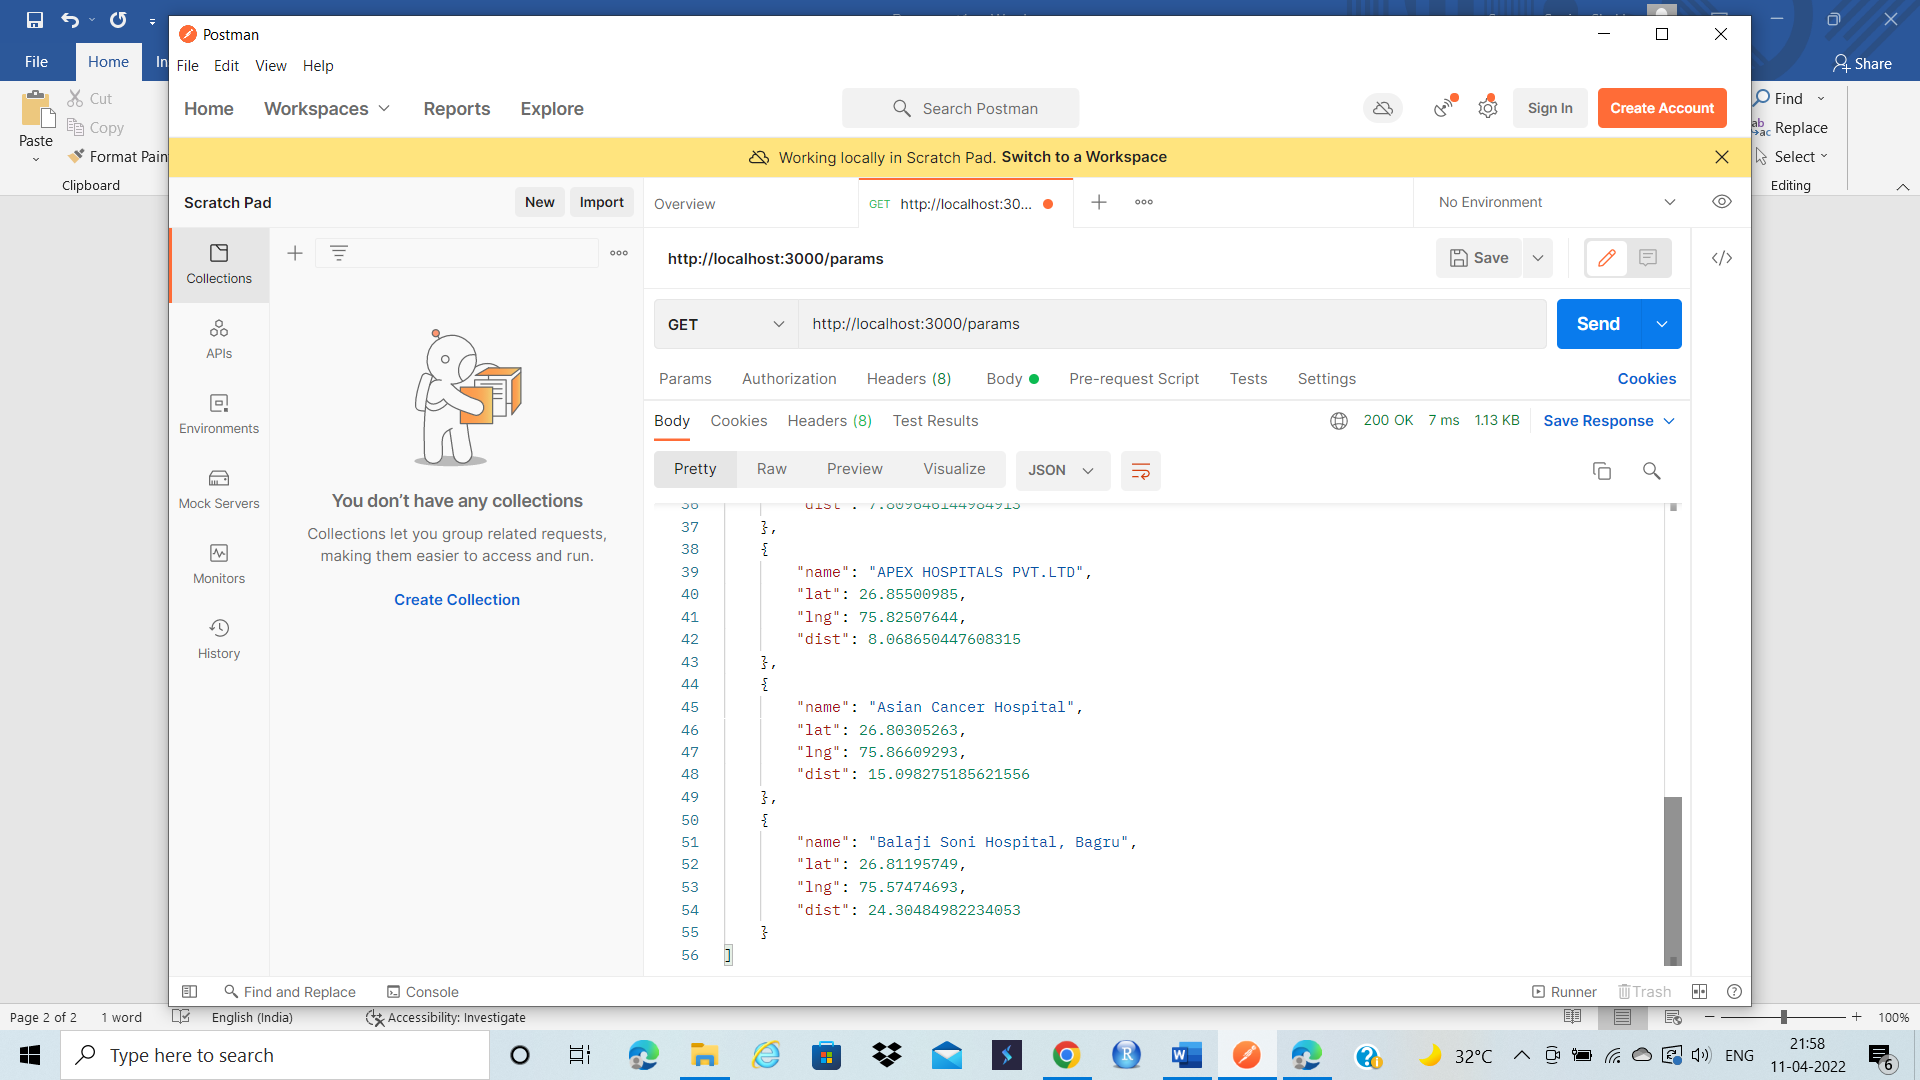 Postman
File
Home
In
Share
File Edit View Help
Cut
Copy
Paste
Format Pain
Clipboard
Home Workspaces Reports Explore
Search Postman
Sign In
Create Account
Find
Replace
Select
Editing
Working locally in Scratch Pad. Switch to a Workspace
Scratch Pad
New
Import
Overview
GET http://localhost:30...
No Environment
Collections
APIs
Environments
Mock Servers
Monitors
History
You don't have any collections
Collections let you group related requests,
making them easier to access and run.
Create Collection
http://localhost:3000/params
Save
GET
http://localhost:3000/params
Send
Params Authorization Headers (8) Body Pre-request Script Tests Settings Cookies
Body Cookies Headers (8) Test Results 200 OK 7 ms 1.13 KB Save Response
Pretty Raw Preview Visualize JSON
36 "dist": 7.809646144984913
37 },
38 {
39 "name": "APEX HOSPITALS PVT.LTD",
40 "lat": 26.85500985,
41 "lng": 75.82507644,
42 "dist": 8.068650447608315
43 },
44 {
45 "name": "Asian Cancer Hospital",
46 "lat": 26.80305263,
47 "lng": 75.86609293,
48 "dist": 15.098275185621556
49 },
50 {
51 "name": "Balaji Soni Hospital, Bagru",
52 "lat": 26.81195749,
53 "lng": 75.57474693,
54 "dist": 24.30484982234053
55 }
56 ]
Find and Replace
Console
Runner
Trash
Page 2 of 2 1 word English (India) Accessibility: Investigate 100%
Type here to search
32°C
ENG
21:58
11-04-2022
6